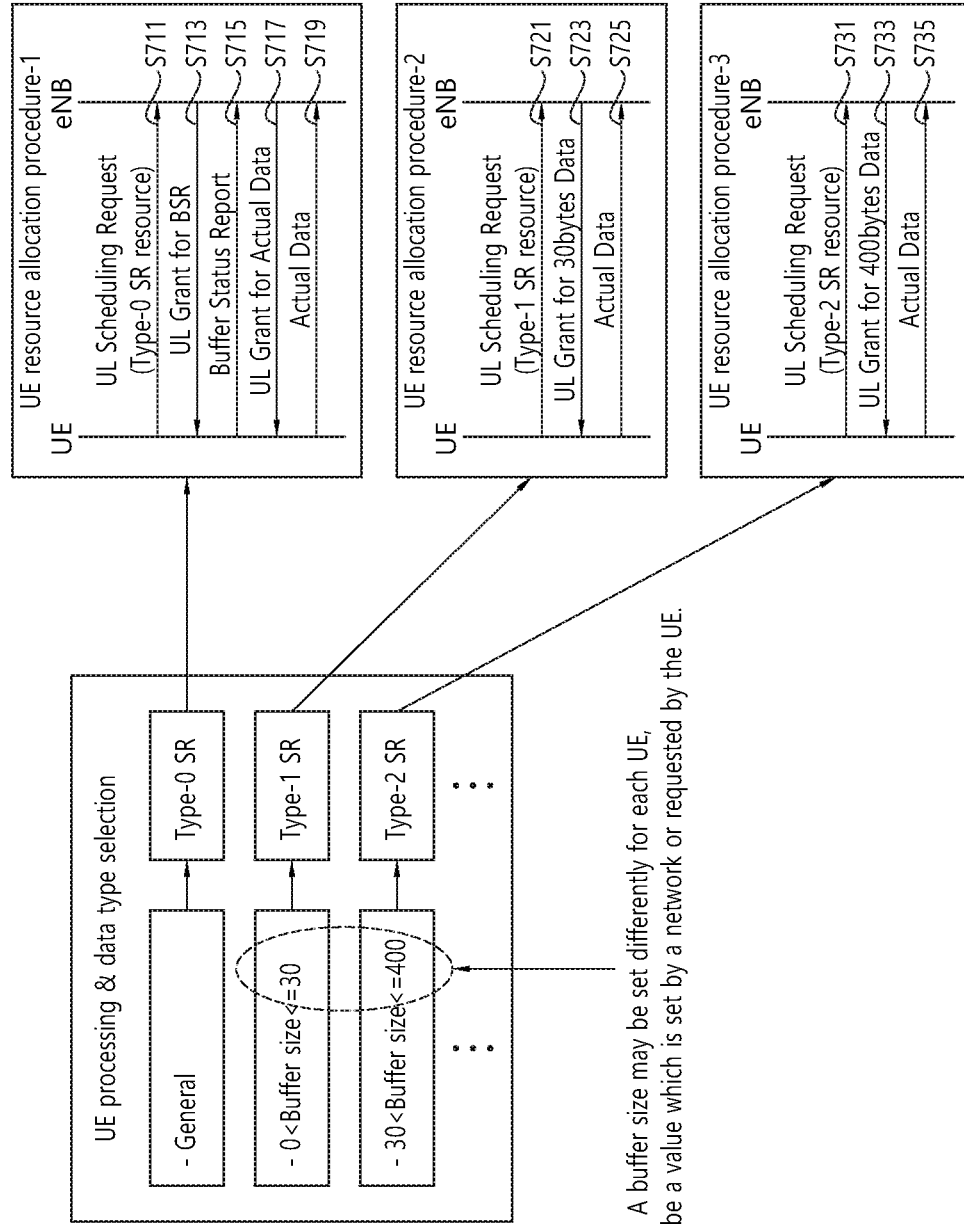 UE processing & data type selection
- General
Type-0 SR
- 0<Buffer size<=30
Type-1 SR
- 30<Buffer size<=400
Type-2 SR
A buffer size may be set differently for each UE,
be a value which is set by a network or requested by the UE.
UE resource allocation procedure-1
UE
eNB
UL Scheduling Request
(Type-0 SR resource)
S711
UL Grant for BSR
S713
Buffer Status Report
S715
UL Grant for Actual Data
S717
Actual Data
S719
UE resource allocation procedure-2
UE
eNB
UL Scheduling Request
(Type-1 SR resource)
S721
UL Grant for 30bytes Data
S723
Actual Data
S725
UE resource allocation procedure-3
UE
eNB
UL Scheduling Request
(Type-2 SR resource)
S731
UL Grant for 400bytes Data
S733
Actual Data
S735